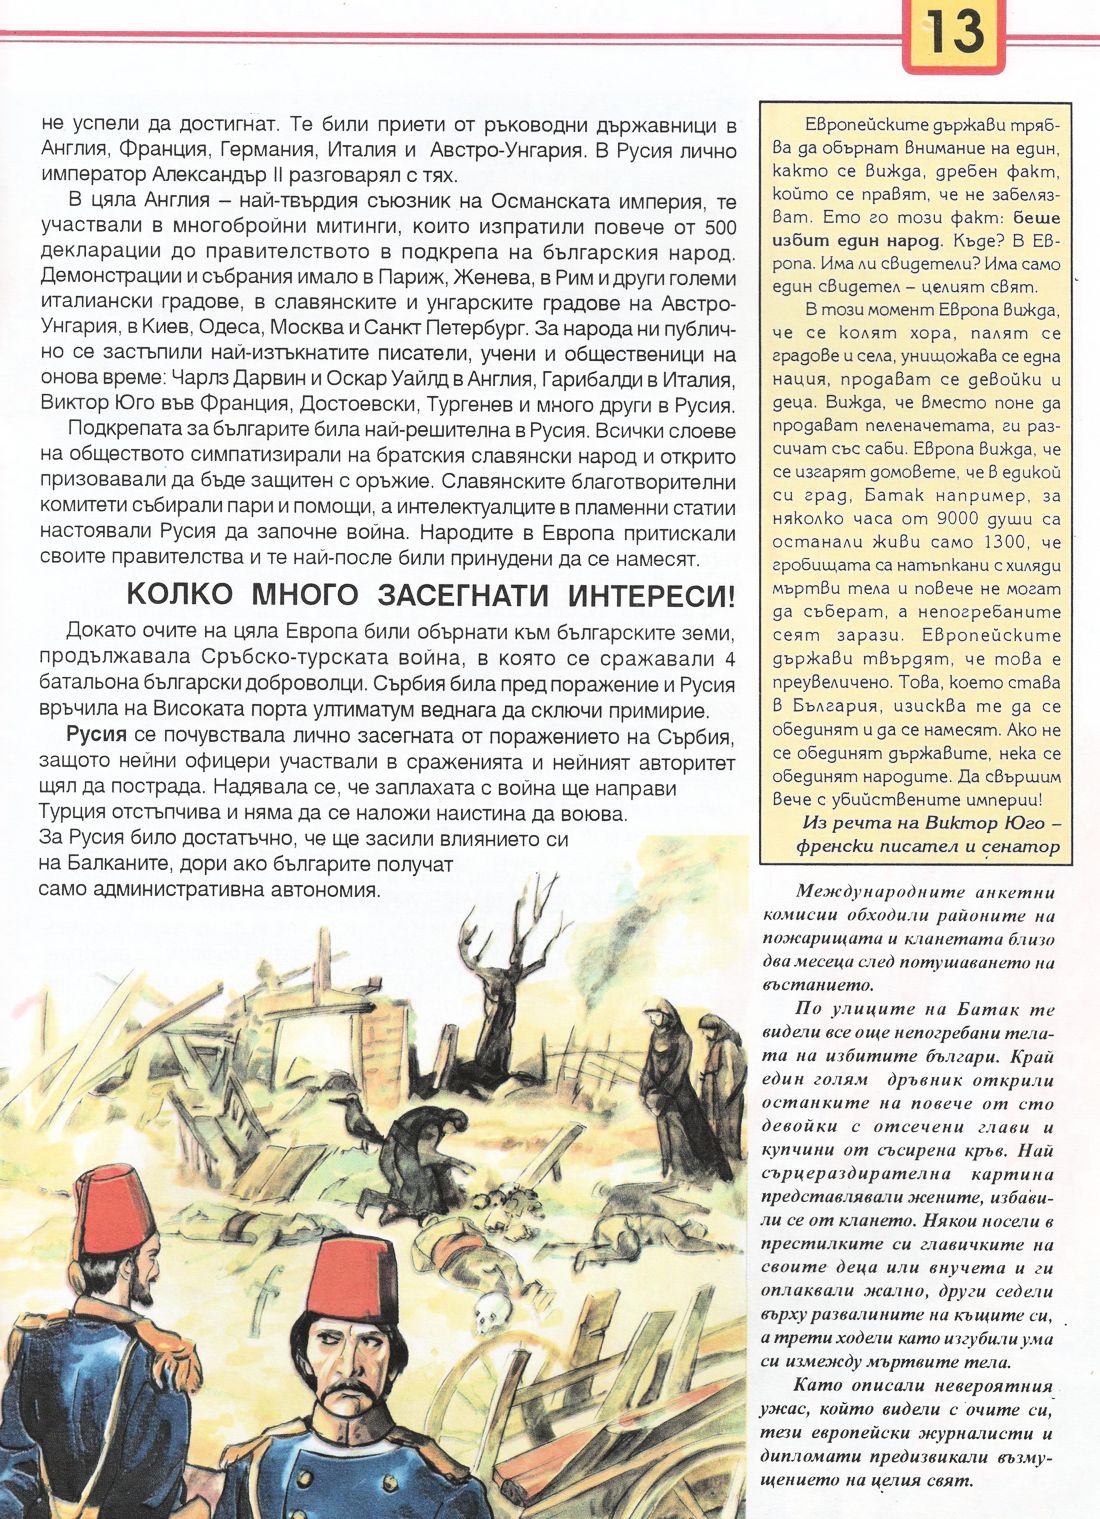 13
не успели да достигнат. Те били приети от ръководни държавници в
Англия, Франция, Германия, Италия и Австро-Унгария. В Русия лично
император Александър II разговарял с тях.
В цяла Англия – най-твърдия съюзник на Османската империя, те
участвали в многобройни митинги, които изпратили повече от 500
декларации до правителството в подкрепа на българския народ.
Демонстрации и събрания имало в Париж, Женева, в Рим и други големи
италиански градове, в славянските и унгарските градове на Австро-
Унгария, в Киев, Одеса, Москва и Санкт Петербург. За народа ни публич-
но се застъпили най-изтъкнатите писатели, учени и общественици на
онова време: Чарлз Дарвин и Оскар Уайлд в Англия, Гарибалди в Италия,
Виктор Юго във Франция, Достоевски, Тургенев и много други в Русия.
Подкрепата за българите била най-решителна в Русия. Всички слоеве
на обществото симпатизирали на братския славянски народ и открито
призовавали да бъде защитен с оръжие. Славянските благотворителни
комитети събирали пари и помощи, а интелектуалците в пламенни статии
настоявали Русия да започне война. Народите в Европа притискали
своите правителства и те най-после били принудени да се намесят.
КОЛКО МНОГО ЗАСЕГНАТИ ИНТЕРЕСИ!
Докато очите на цяла Европа били обърнати към българските земи,
продължавала Сръбско-турската война, в която се сражавали 4
батальона български доброволци. Сърбия била пред поражение и Русия
връчила на Високата порта ултиматум веднага да сключи примирие.
Русия се почувствала лично засегната от поражението на Сърбия,
защото нейни офицери участвали в сраженията и нейният авторитет
щял да пострада. Надявала се, че заплахата с война ще направи
Турция отстъпчива и няма да се наложи наистина да воюва.
За Русия било достатъчно, че ще засили влиянието си
на Балканите, дори ако българите получат
само административна автономия.
Европейските държави тряб-
ва да обърнат внимание на един,
както се вижда, дребен факт,
който се правят, че не забеляз-
ват. Ето го този факт: беше
избит един народ. Къде? В Ев-
ропа. Има ли свидетели? Има само
един свидетел – целият свят.
В този момент Европа вижда,
че се колят хора, палят се
градове и села, унищожава се една
нация, продават се девойки и
деца. Вижда, че вместо поне да
продават пеленачетата, ги раз-
сичат със саби. Европа вижда, че
се изгарят домовете, че в едикой
си град, Батак например, за
няколко часа от 9000 души са
останали живи само 1300, че
гробищата са натъпкани с хиляди
мъртви тела и повече не могат
да съберат, а непогребаните
сеят зарази. Европейските
държави твърдят, че това е
преувеличено. Това, което става
в България, изисква те да се
обединят и да се намесят. Ако не
се обединят държавите, нека се
обединят народите. Да свършим
вече с убийствените империи!
Из речта на Виктор Юго –
френски писател и сенатор
Международните анкетни
комисии обходили районите на
пожарищата и кланетата близо
два месеца след потушаването на
въстанието.
По улиците на Батак те
видели все още непогребани тела-
та на избитите българи. Край
един голям дръвник открили
останките на повече от сто
девойки с отсечени глави и
купчини от съсирена кръв. Най
сърцераздирателна картина
представлявали жените, избави-
ли се от клането. Някои носели в
престилките си главичките на
своите деца или внучета и ги
оплаквали жално, други седели
върху развалините на къщите си,
а трети ходели като изгубили ума
си измежду мъртвите тела.
Като описали невероятния
ужас, който видели с очите си,
тези европейски журналисти и
дипломати предизвикали възму-
щението на целия свят.